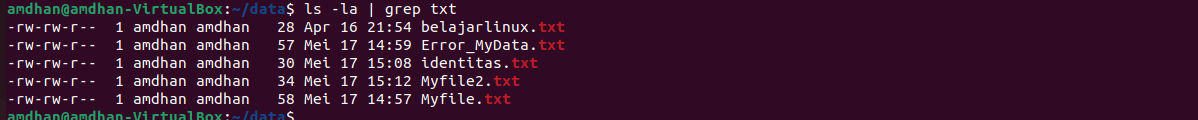 amdhan@amdhan-VirtualBox:~/data$ ls -la | grep txt
-rw-rw-r--  1 amdhan amdhan   28 Apr 16 21:54 belajarlinux.txt
-rw-rw-r--  1 amdhan amdhan   57 Mei 17 14:59 Error_MyData.txt
-rw-rw-r--  1 amdhan amdhan   30 Mei 17 15:08 identitas.txt
-rw-rw-r--  1 amdhan amdhan   34 Mei 17 15:12 Myfile2.txt
-rw-rw-r--  1 amdhan amdhan   58 Mei 17 14:57 Myfile.txt
amdhan@amdhan-VirtualBox:~/data$